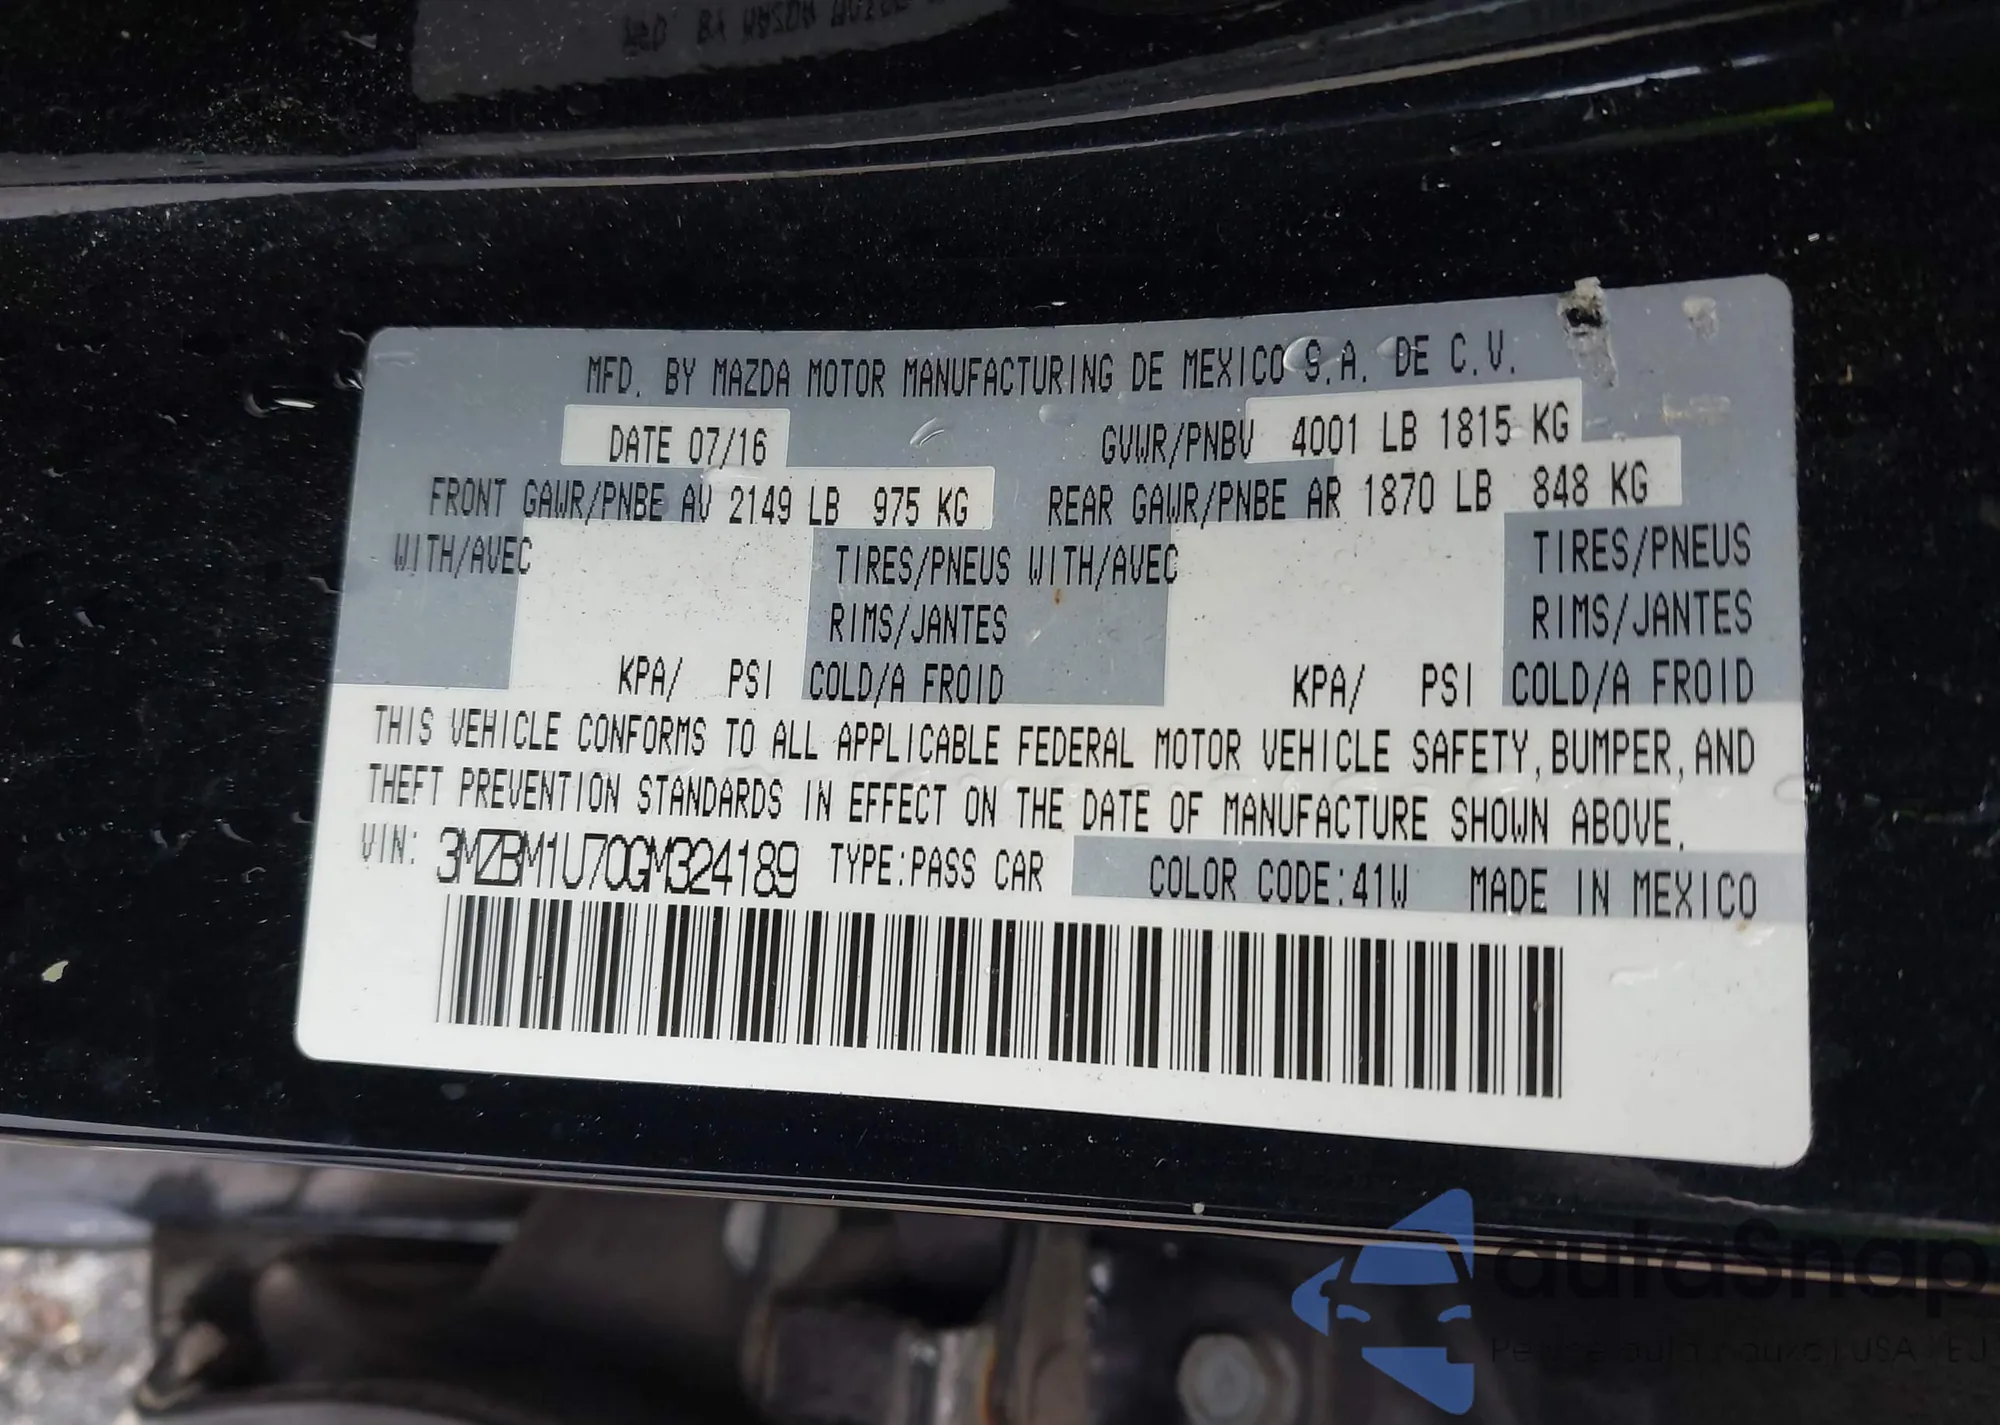 MFD. BY MAZDA MOTOR MANUFACTURING DE MEXICO S.A. DE C.V.
DATE 07/16 GVWR/PNBV 4001 LB 1815 KG
FRONT GAWR/PNBE AV 2149 LB 975 KG REAR GAWR/PNBE AR 1870 LB 848 KG
WITH/AVEC TIRES/PNEUS WITH/AVEC TIRES/PNEUS
RIMS/JANTES RIMS/JANTES
KPA/ PSI COLD/A FROID KPA/ PSI COLD/A FROID
THIS VEHICLE CONFORMS TO ALL APPLICABLE FEDERAL MOTOR VEHICLE SAFETY,BUMPER,AND
THEFT PREVENTION STANDARDS IN EFFECT ON THE DATE OF MANUFACTURE SHOWN ABOVE.
VIN: 3MZBM1U70GM324189 TYPE:PASS CAR COLOR CODE:41W MADE IN MEXICO
autoSnap
USA